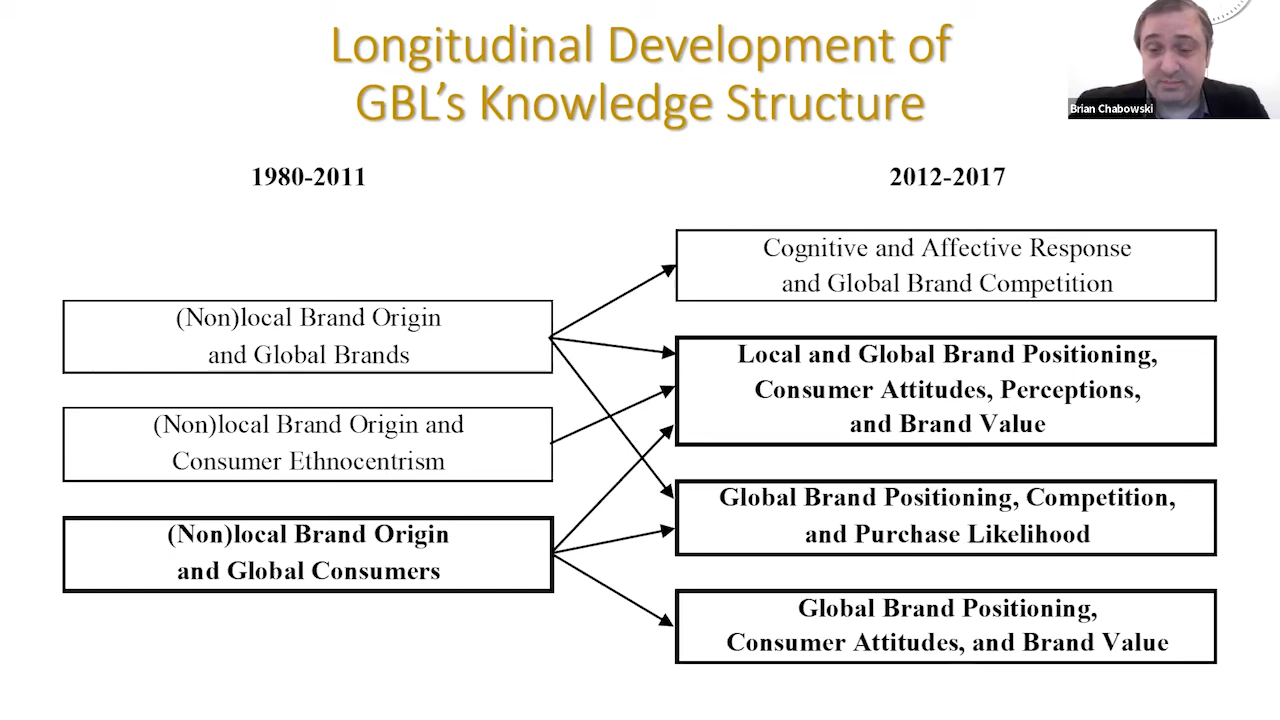 Longitudinal Development of
GBL's Knowledge Structure
Brian Chabowski
1980-2011
2012-2017
(Non)local Brand Origin
and Global Brands
(Non)local Brand Origin and
Consumer Ethnocentrism
(Non)local Brand Origin
and Global Consumers
Cognitive and Affective Response
and Global Brand Competition
Local and Global Brand Positioning,
Consumer Attitudes, Perceptions,
and Brand Value
Global Brand Positioning, Competition,
and Purchase Likelihood
Global Brand Positioning,
Consumer Attitudes, and Brand Value